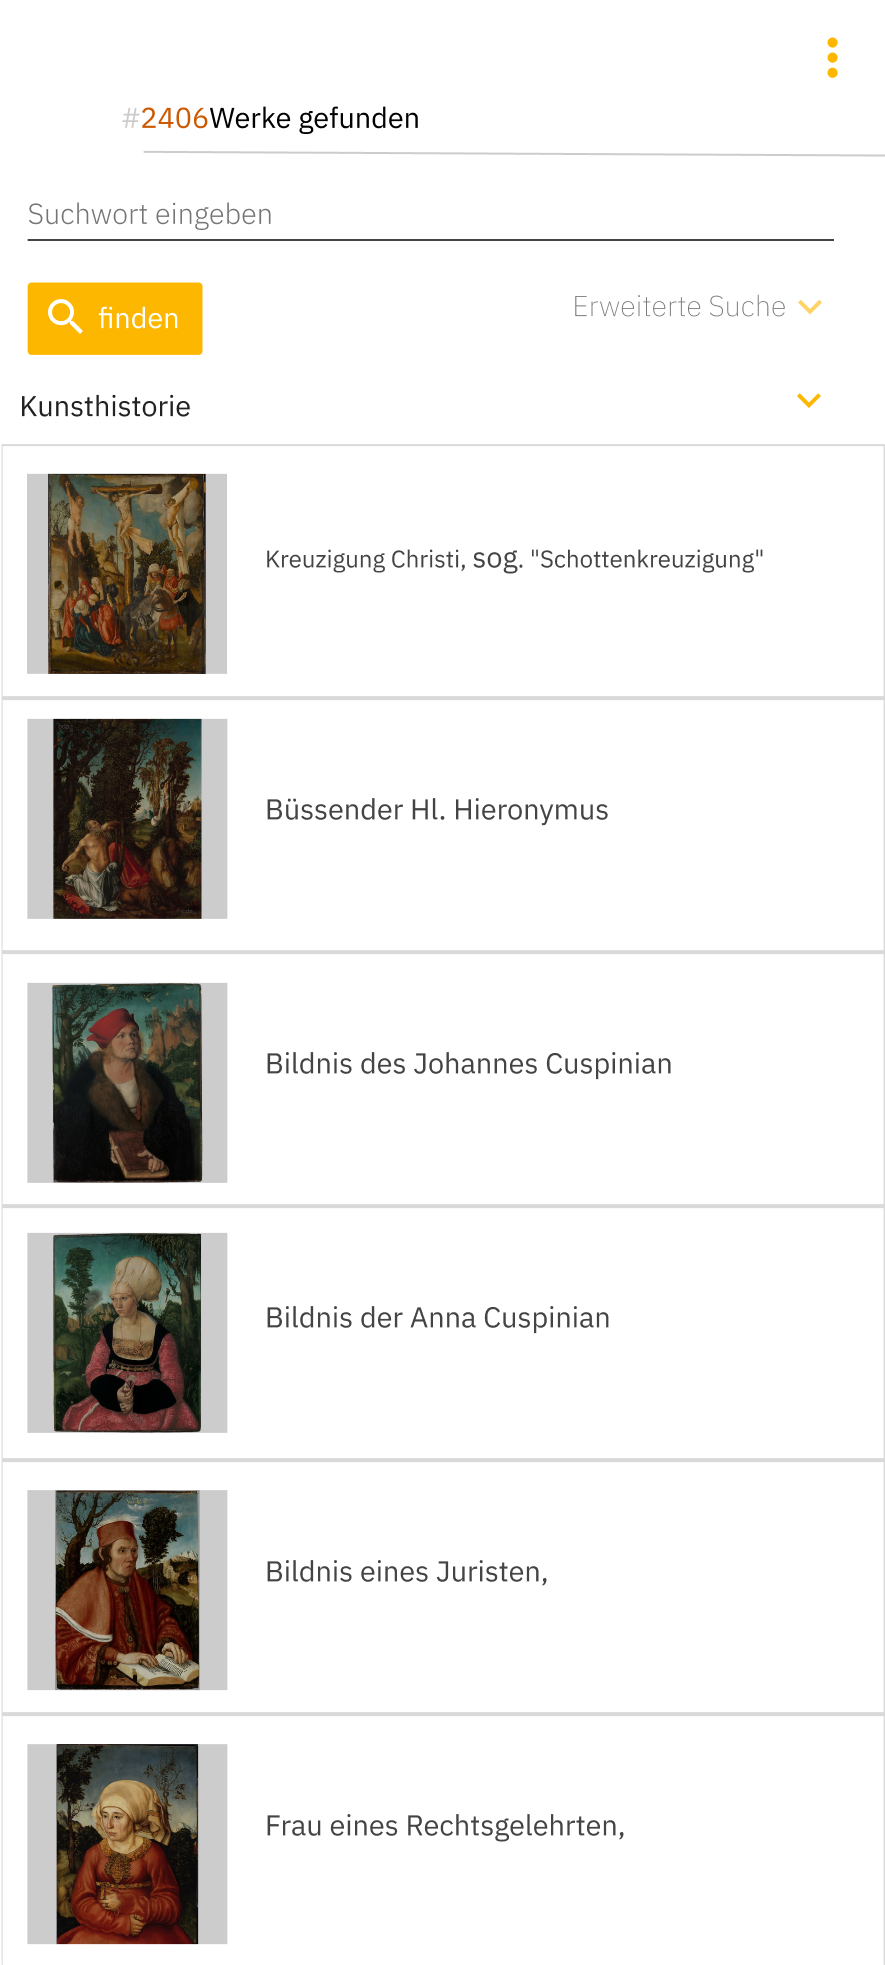 #2406Werke gefunden
Suchwort eingeben
finden
Erweiterte Suche
Kunsthistorie
Kreuzigung Christi, sog. "Schottenkreuzigung"
Büssender Hl. Hieronymus
Bildnis des Johannes Cuspinian
Bildnis der Anna Cuspinian
Bildnis eines Juristen,
Frau eines Rechtsgelehrten,